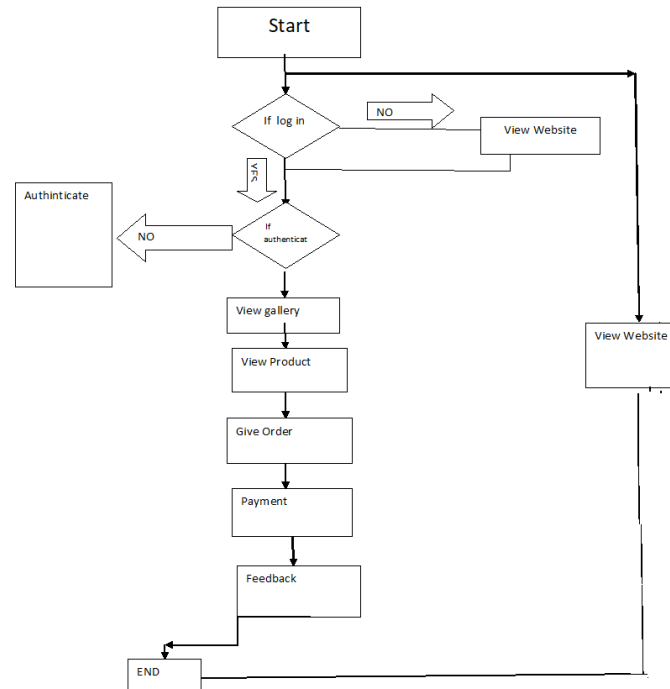 Start
If log in
NO
View Website
YES
Authinticate
NO
If
authenticat
View gallery
View Product
View Website
Give Order
Payment
Feedback
END